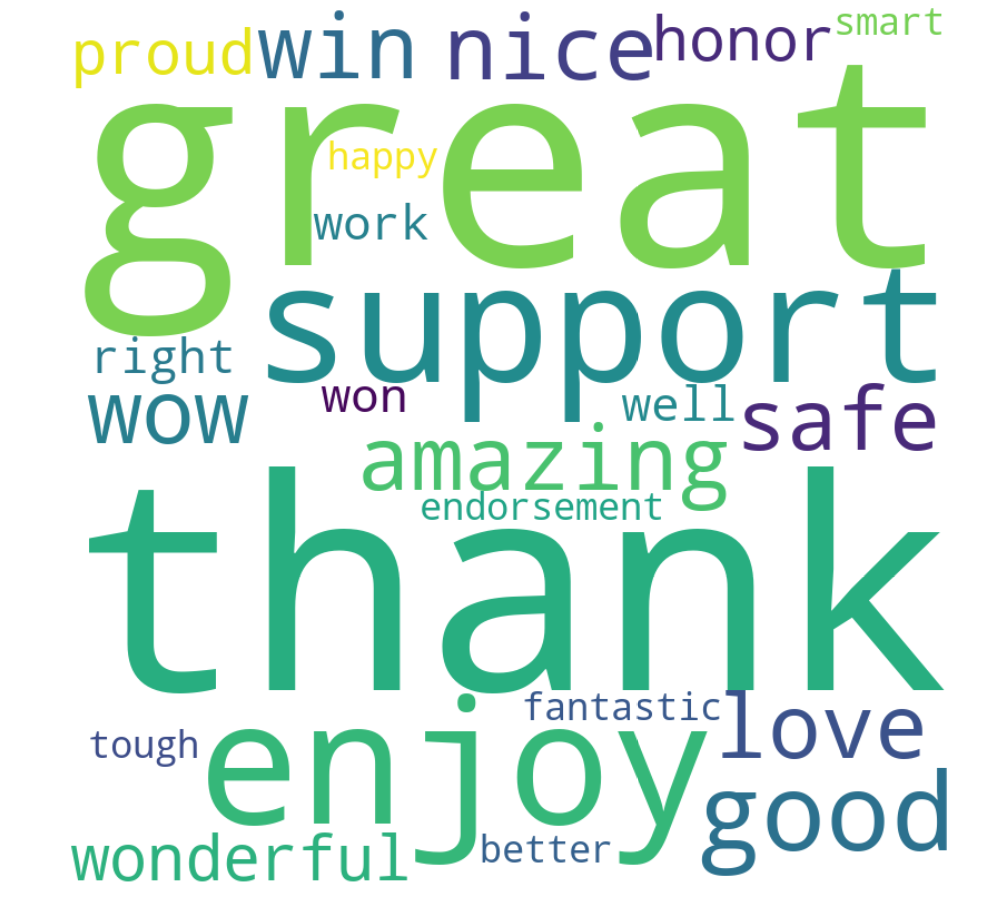 proud win nice honor smart
great
happy
work
support
right
wow won well safe
amazing
endorsement
thank
fantastic love
tough enjoy
good
wonderful better